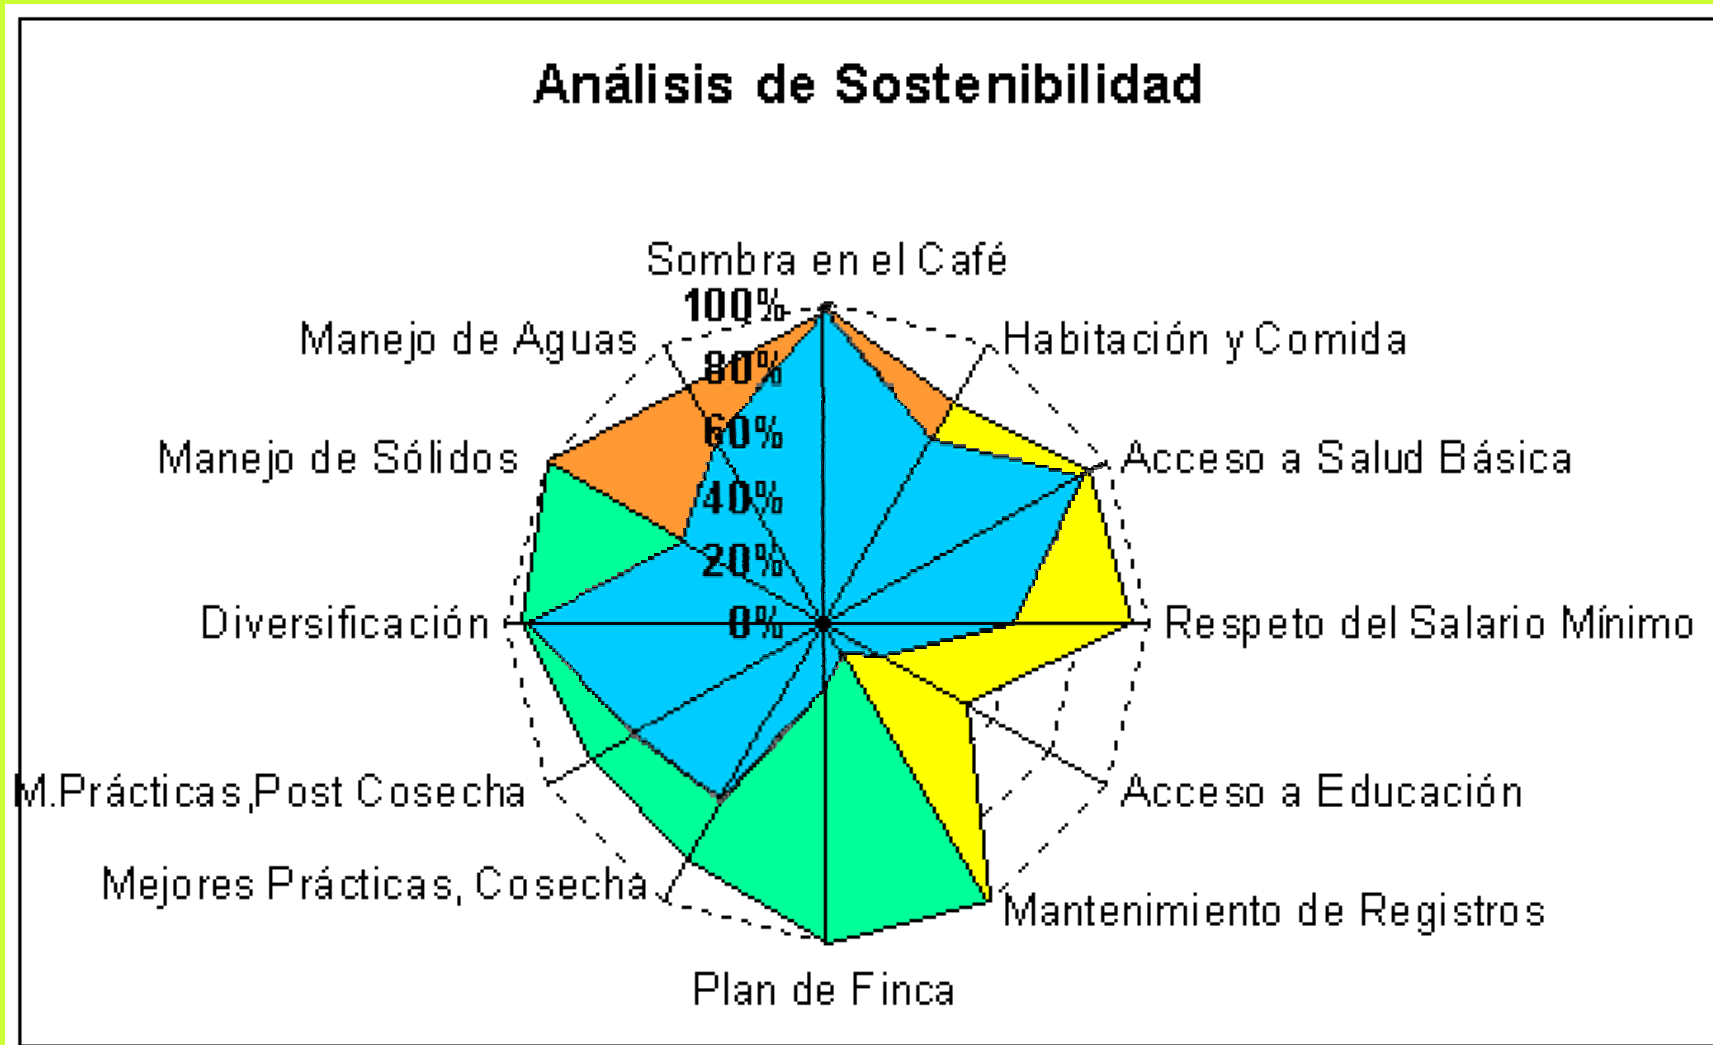 Análisis de Sostenibilidad
Sombra en el Café
100%
Manejo de Aguas
Habitación y Comida
80%
60%
Manejo de Sólidos
Acceso a Salud Básica
40%
20%
Diversificación
0%
Respeto del Salario Mínimo
M.Prácticas,Post Cosecha
Acceso a Educación
Mejores Prácticas, Cosecha
Mantenimiento de Registros
Plan de Finca